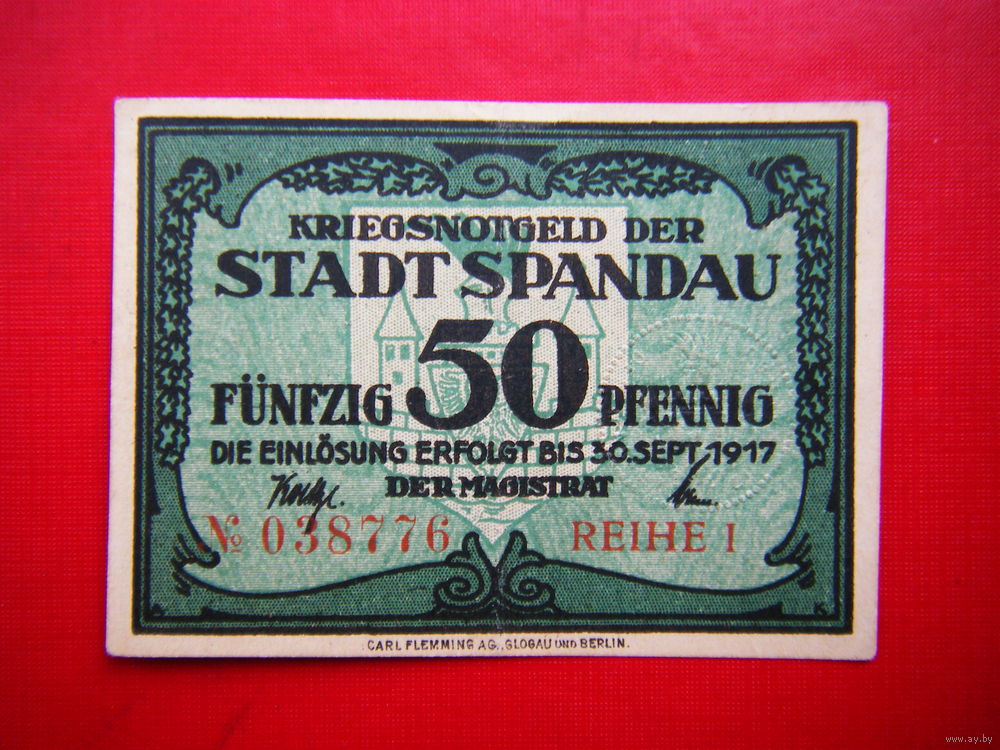 KRIEGSNOTGELD DER
STADT SPANDAU
FÜNFZIG 50 PFENNIG
DIE EINLÖSUNG ERFOLGT BIS 30. SEPT. 1917
DER MAGISTRAT
№ 038776 REIHE I
CARL FLEMMING AG., GLOGAU UND BERLIN.
www.ay.by